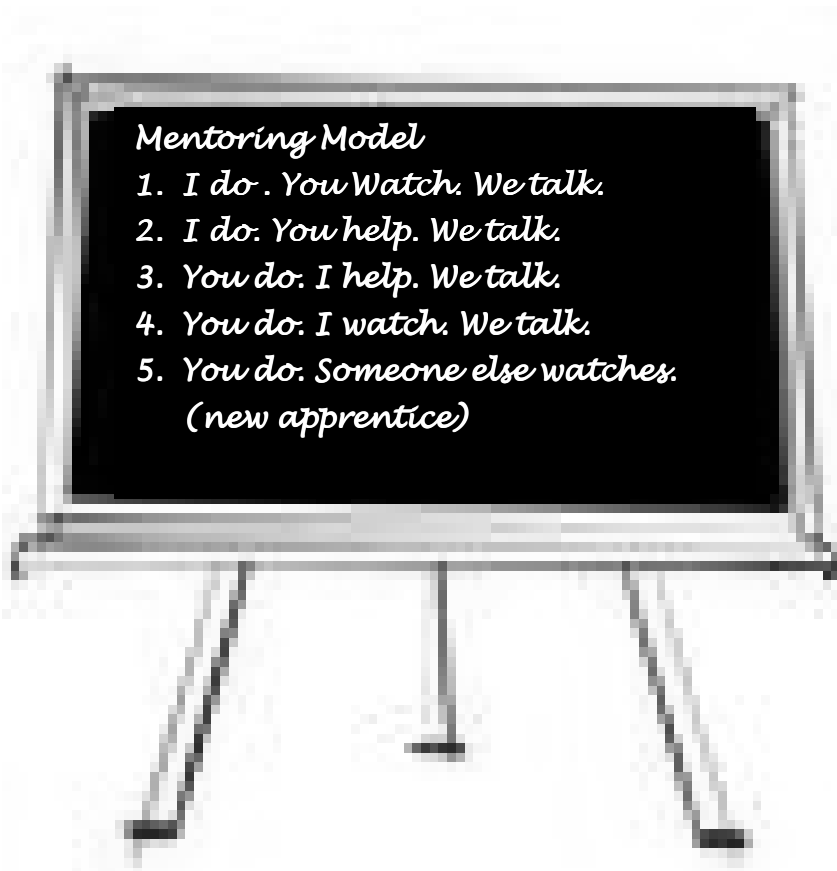 Mentoring Model
1. I do . You Watch. We talk.
2. I do. You help. We talk.
3. You do. I help. We talk.
4. You do. I watch. We talk.
5. You do. Someone else watches.
(new apprentice)